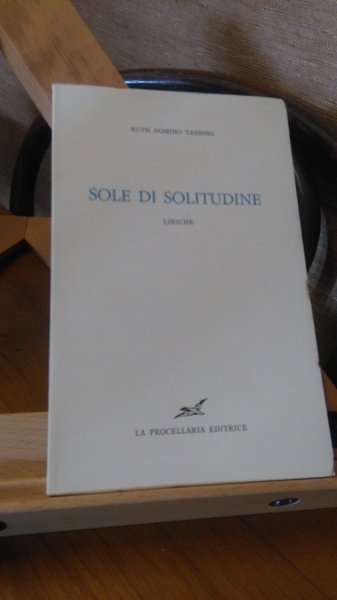 RUTH DOMINO TASSONI
SOLE DI SOLITUDINE
LIRICHE
LA PROCELLARIA EDITRICE